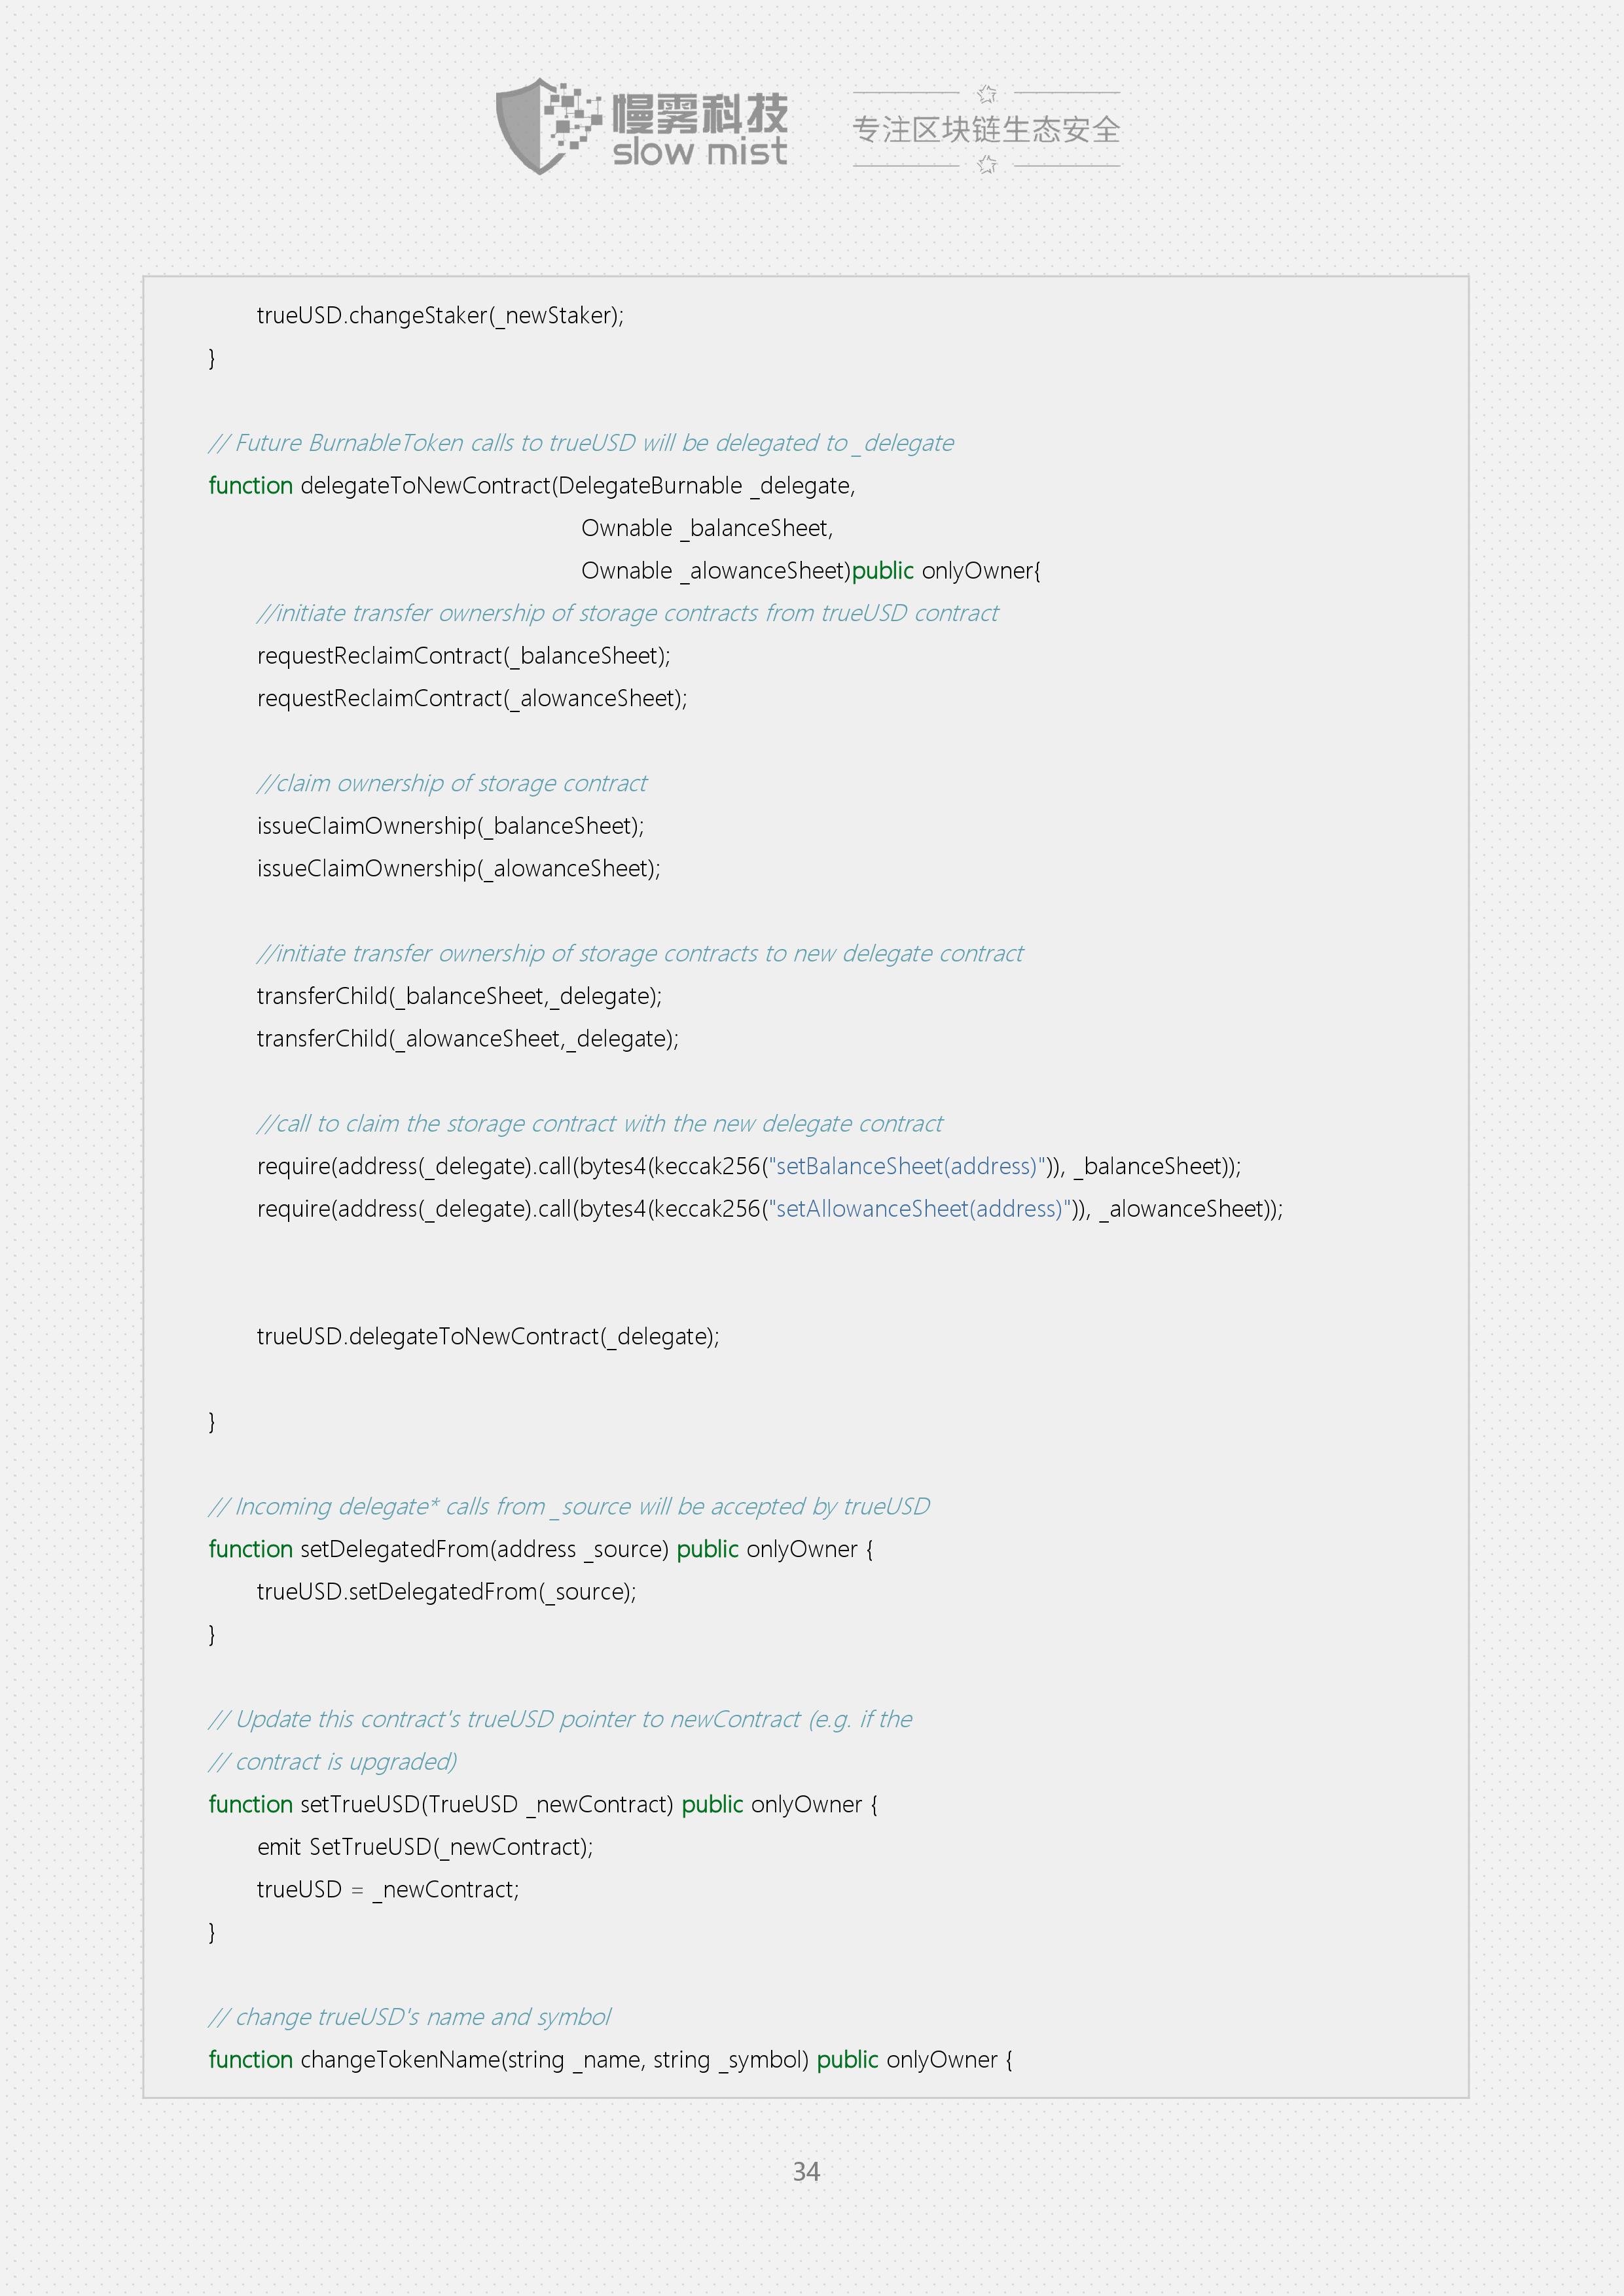 慢雾科技
slow mist
专注区块链生态安全
trueUSD.changeStaker(_newStaker);
}
// Future BurnableToken calls to trueUSD will be delegated to _delegate
function delegateToNewContract(DelegateBurnable _delegate,
Ownable _balanceSheet,
Ownable _alowanceSheet)public onlyOwner{
//initiate transfer ownership of storage contracts from trueUSD contract
requestReclaimContract(_balanceSheet);
requestReclaimContract(_alowanceSheet);
//claim ownership of storage contract
issueClaimOwnership(_balanceSheet);
issueClaimOwnership(_alowanceSheet);
//initiate transfer ownership of storage contracts to new delegate contract
transferChild(_balanceSheet,_delegate);
transferChild(_alowanceSheet,_delegate);
//call to claim the storage contract with the new delegate contract
require(address(_delegate).call(bytes4(keccak256("setBalanceSheet(address)")), _balanceSheet));
require(address(_delegate).call(bytes4(keccak256("setAllowanceSheet(address)")), _alowanceSheet));
trueUSD.delegateToNewContract(_delegate);
}
// Incoming delegate* calls from _source will be accepted by trueUSD
function setDelegatedFrom(address _source) public onlyOwner {
trueUSD.setDelegatedFrom(_source);
}
// Update this contract's trueUSD pointer to newContract (e.g. if the
// contract is upgraded)
function setTrueUSD(TrueUSD _newContract) public onlyOwner {
emit SetTrueUSD(_newContract);
trueUSD = _newContract;
}
// change trueUSD's name and symbol
function changeTokenName(string _name, string _symbol) public onlyOwner {
34